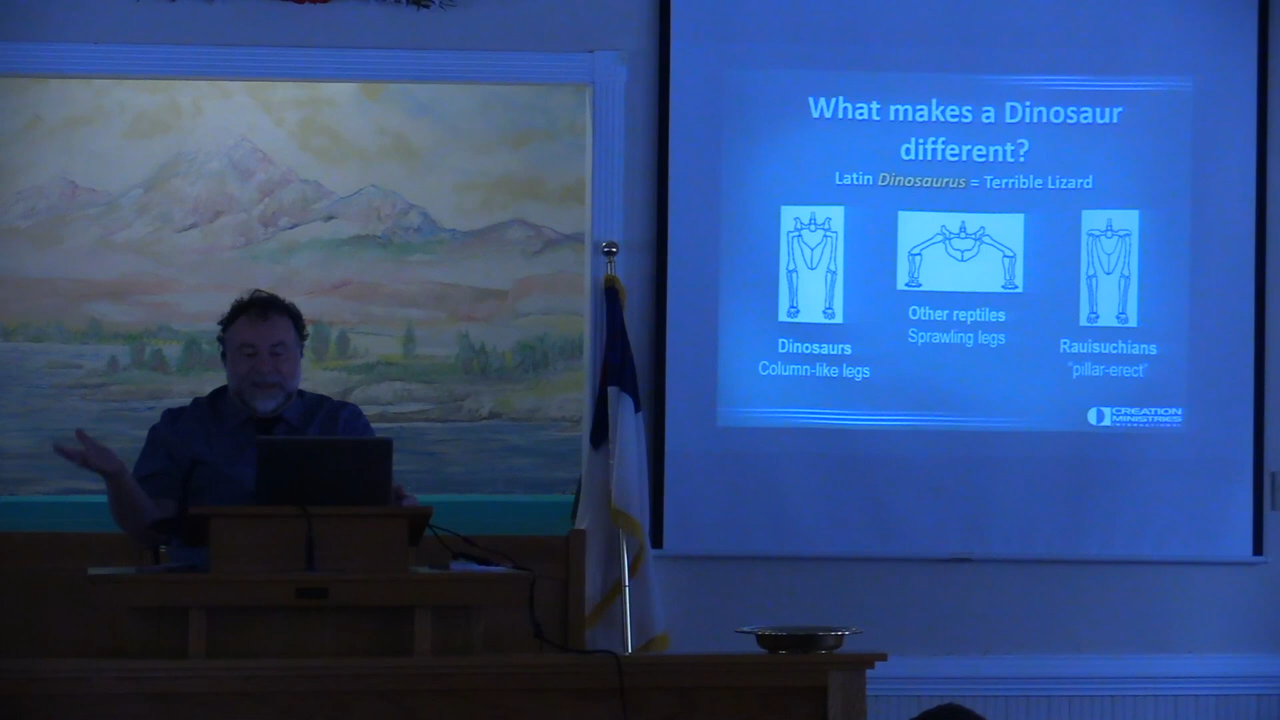 What makes a Dinosaur
different?
Latin Dinosaurus = Terrible Lizard
Dinosaurs
Column-like legs
Other reptiles
Sprawling legs
Rauisuchians
"pillar-erect"
CREATION
MINISTRIES
INTERNATIONAL